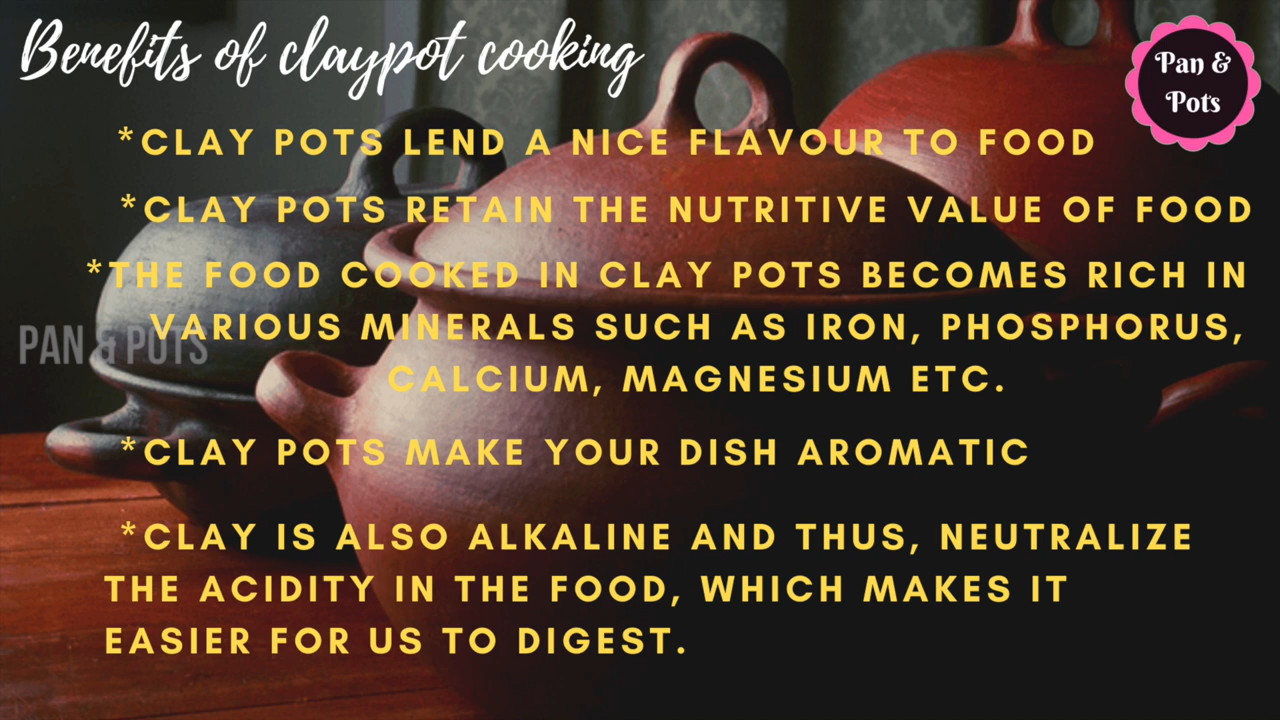 Benefits of claypot cooking
Pan &
Pots
*CLAY POTS LEND A NICE FLAVOUR TO FOOD
*CLAY POTS RETAIN THE NUTRITIVE VALUE OF FOOD
*THE FOOD COOKED IN CLAY POTS BECOMES RICH IN
VARIOUS MINERALS SUCH AS IRON, PHOSPHORUS,
PAN & POTS
CALCIUM, MAGNESIUM ETC.
*CLAY POTS MAKE YOUR DISH AROMATIC
*CLAY IS ALSO ALKALINE AND THUS, NEUTRALIZE
THE ACIDITY IN THE FOOD, WHICH MAKES IT
EASIER FOR US TO DIGEST.